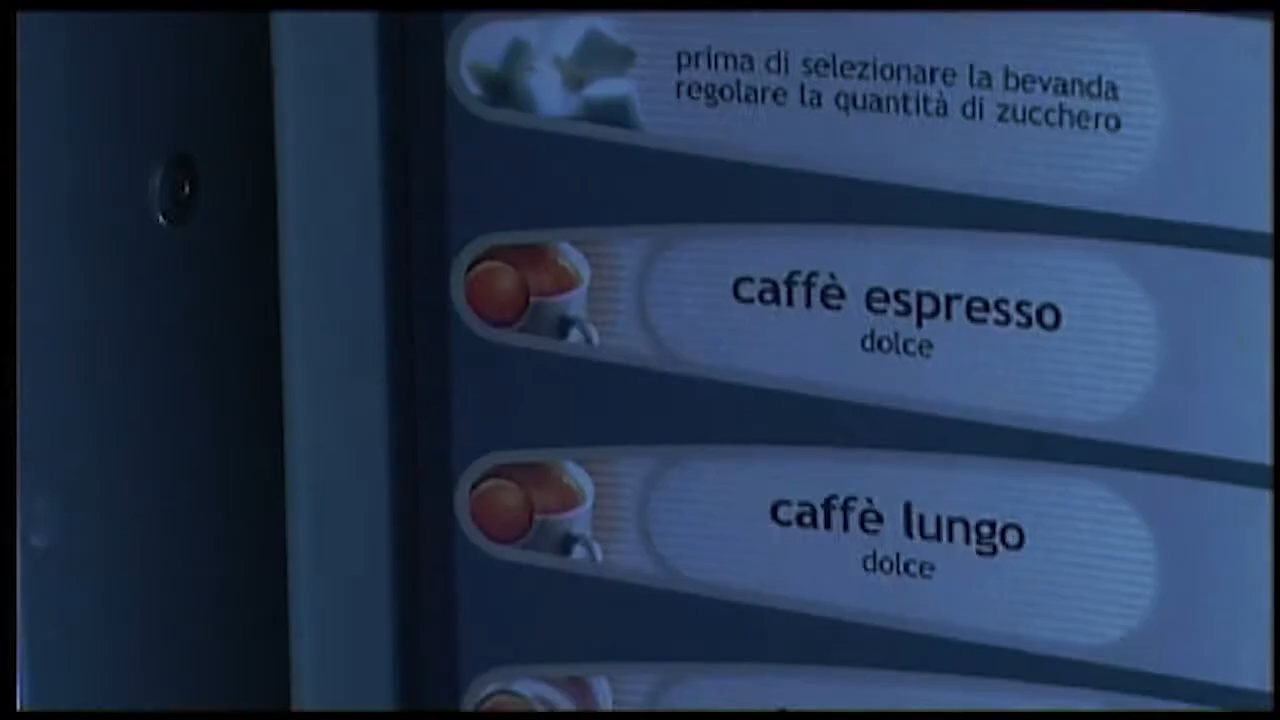 prima di selezionare la bevanda
regolare la quantità di zucchero
caffè espresso
dolce
caffè lungo
dolce